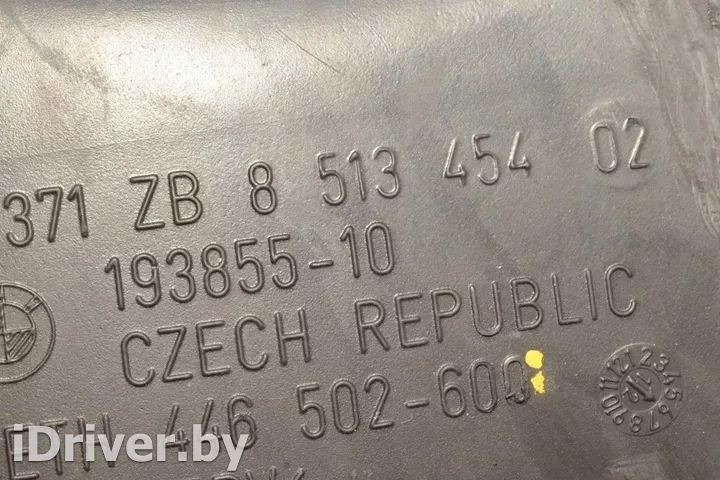 371 ZB 8 513 454 02
193855-10
CZECH REPUBLIC
446 502-600
iDriver.by